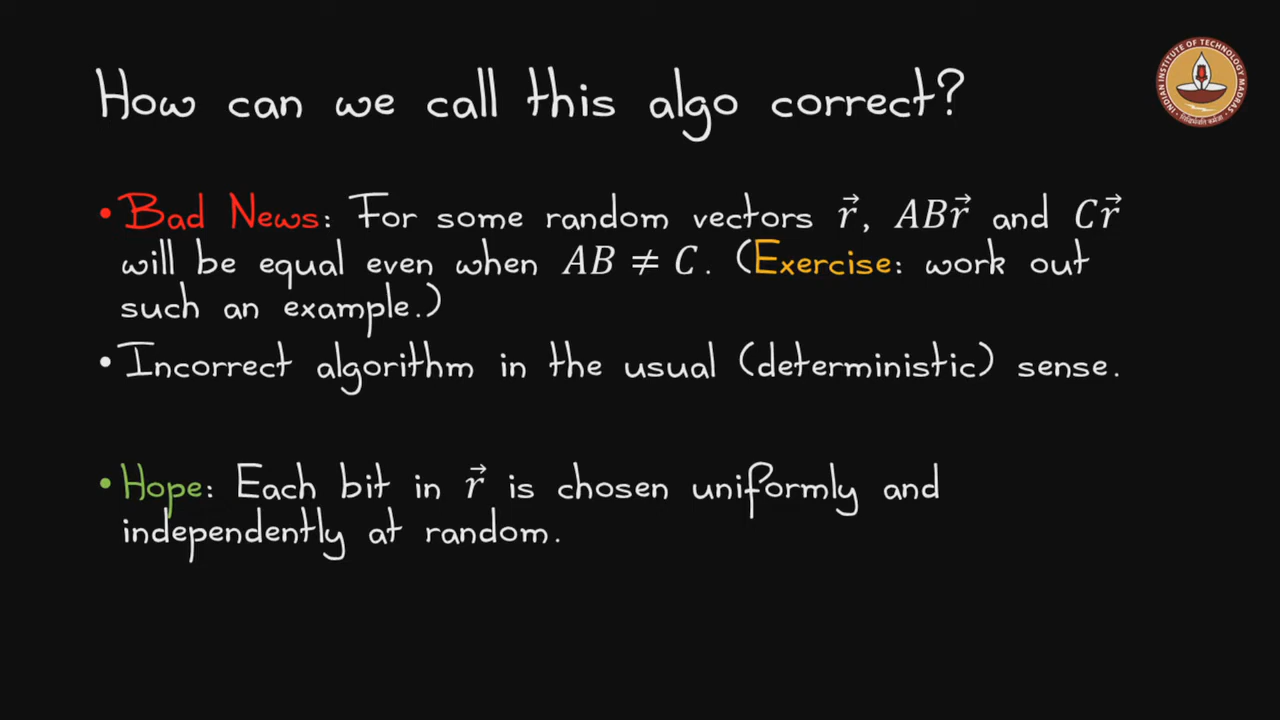 How can we call this algo correct?
INDIAN INSTITUTE OF TECHNOLOGY MADRAS
• Bad News: For some random vectors r⃗, ABr⃗ and Cr⃗
will be equal even when AB ≠ C. (Exercise: work out
such an example.)
• Incorrect algorithm in the usual (deterministic) sense.
• Hope: Each bit in r⃗ is chosen uniformly and
independently at random.